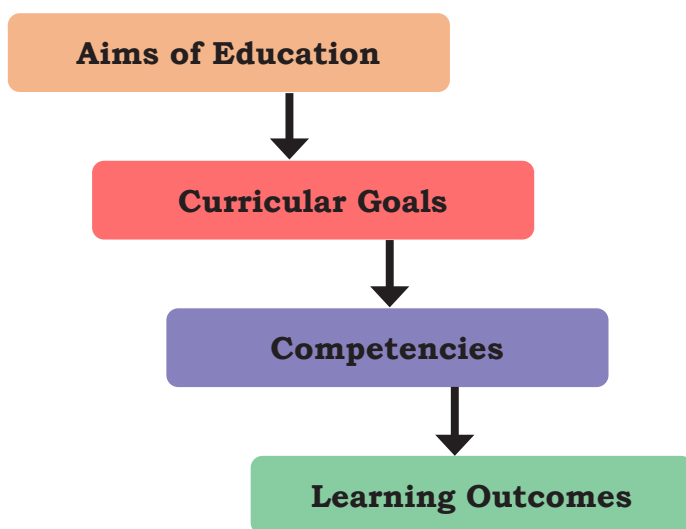 Aims of Education
Curricular Goals
Competencies
Learning Outcomes